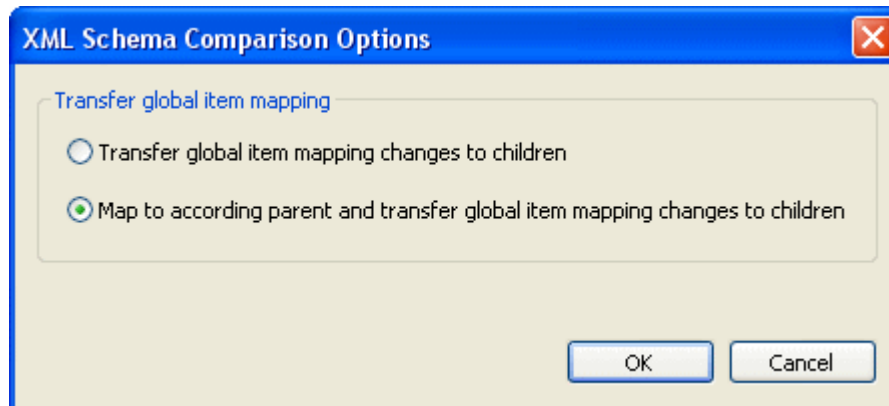 XML Schema Comparison Options
Transfer global item mapping
Transfer global item mapping changes to children
Map to according parent and transfer global item mapping changes to children
OK Cancel